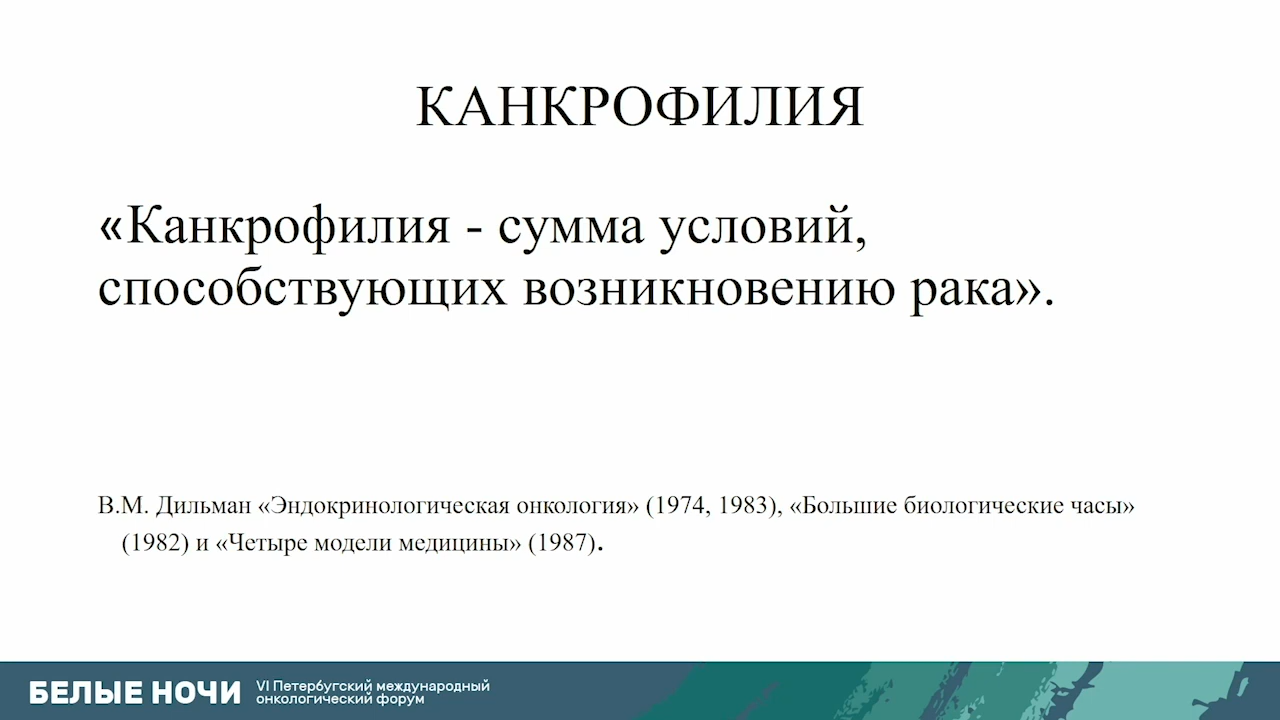 КАНКРОФИЛИЯ
«Канкрофилия - сумма условий,
способствующих возникновению рака».
В.М. Дильман «Эндокринологическая онкология» (1974, 1983), «Большие биологические часы»
(1982) и «Четыре модели медицины» (1987).
БЕЛЫЕ НОЧИ
VI Петербугский международный
онкологический форум